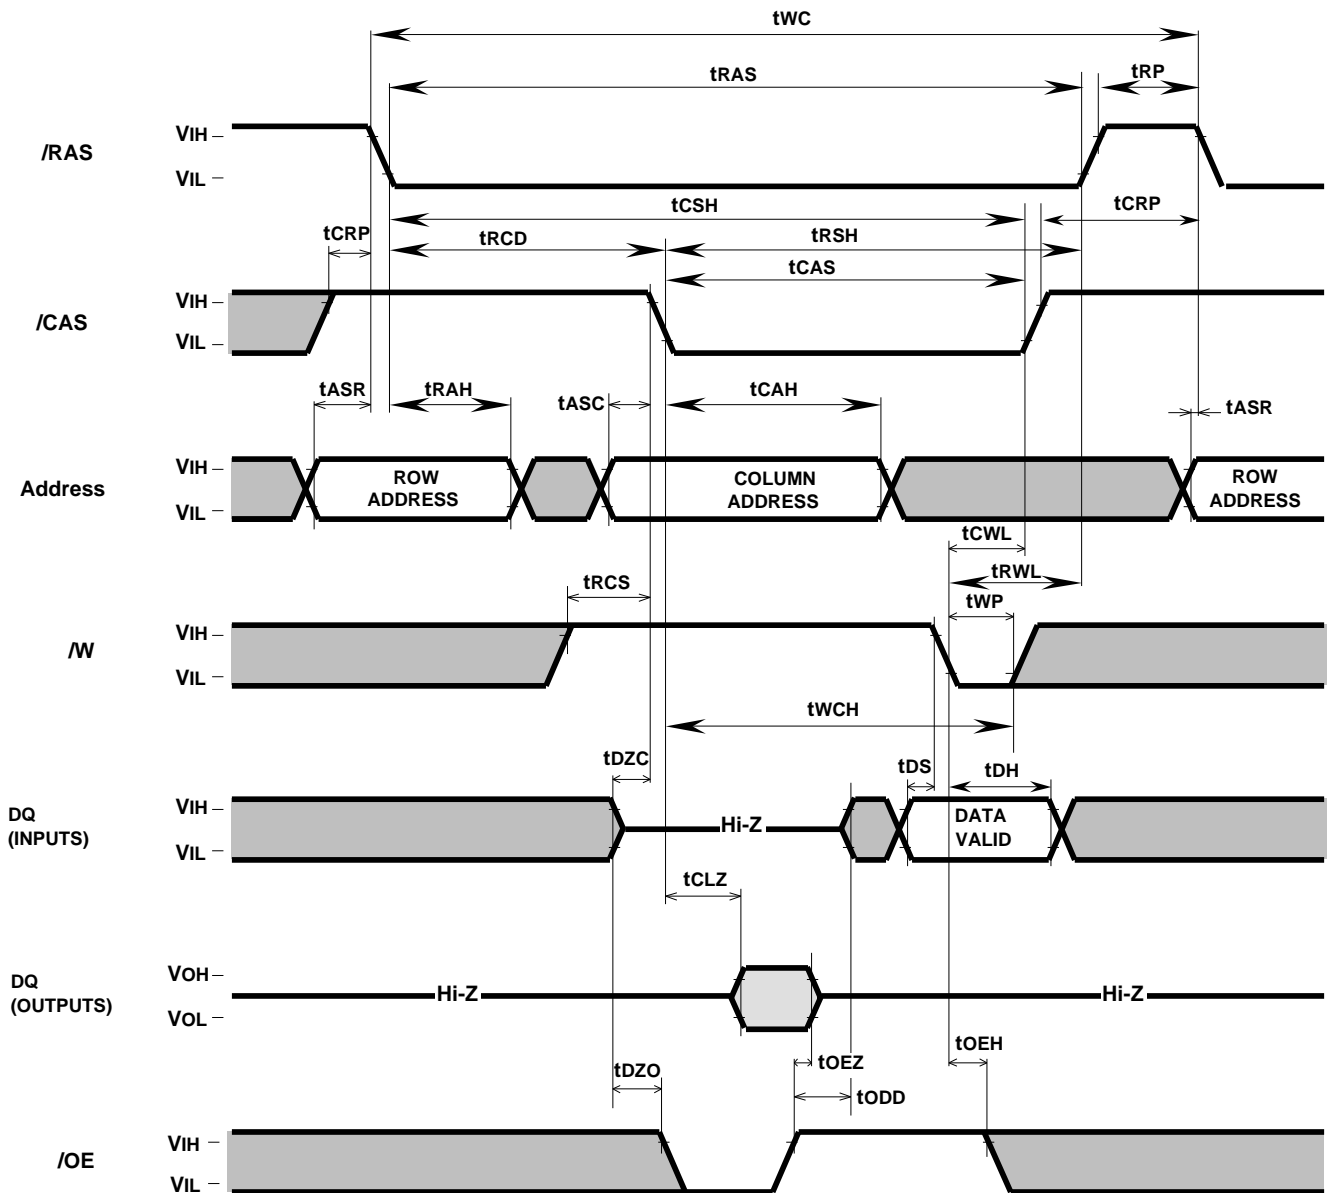 tWC
tRAS
tRP
/RAS
VIH
VIL
tCSH
tCRP
tCRP
tRCD
tRSH
tCAS
/CAS
VIH
VIL
tASR
tRAH
tASC
tCAH
tASR
Address
VIH
VIL
ROW
ADDRESS
COLUMN
ADDRESS
ROW
ADDRESS
tCWL
tRWL
tRCS
tWP
/W
VIH
VIL
tWCH
tDZC
tDS
tDH
DQ
(INPUTS)
VIH
VIL
Hi-Z
DATA
VALID
tCLZ
DQ
(OUTPUTS)
VOH
VOL
Hi-Z
Hi-Z
tOEH
tOEZ
tDZO
tODD
/OE
VIH
VIL